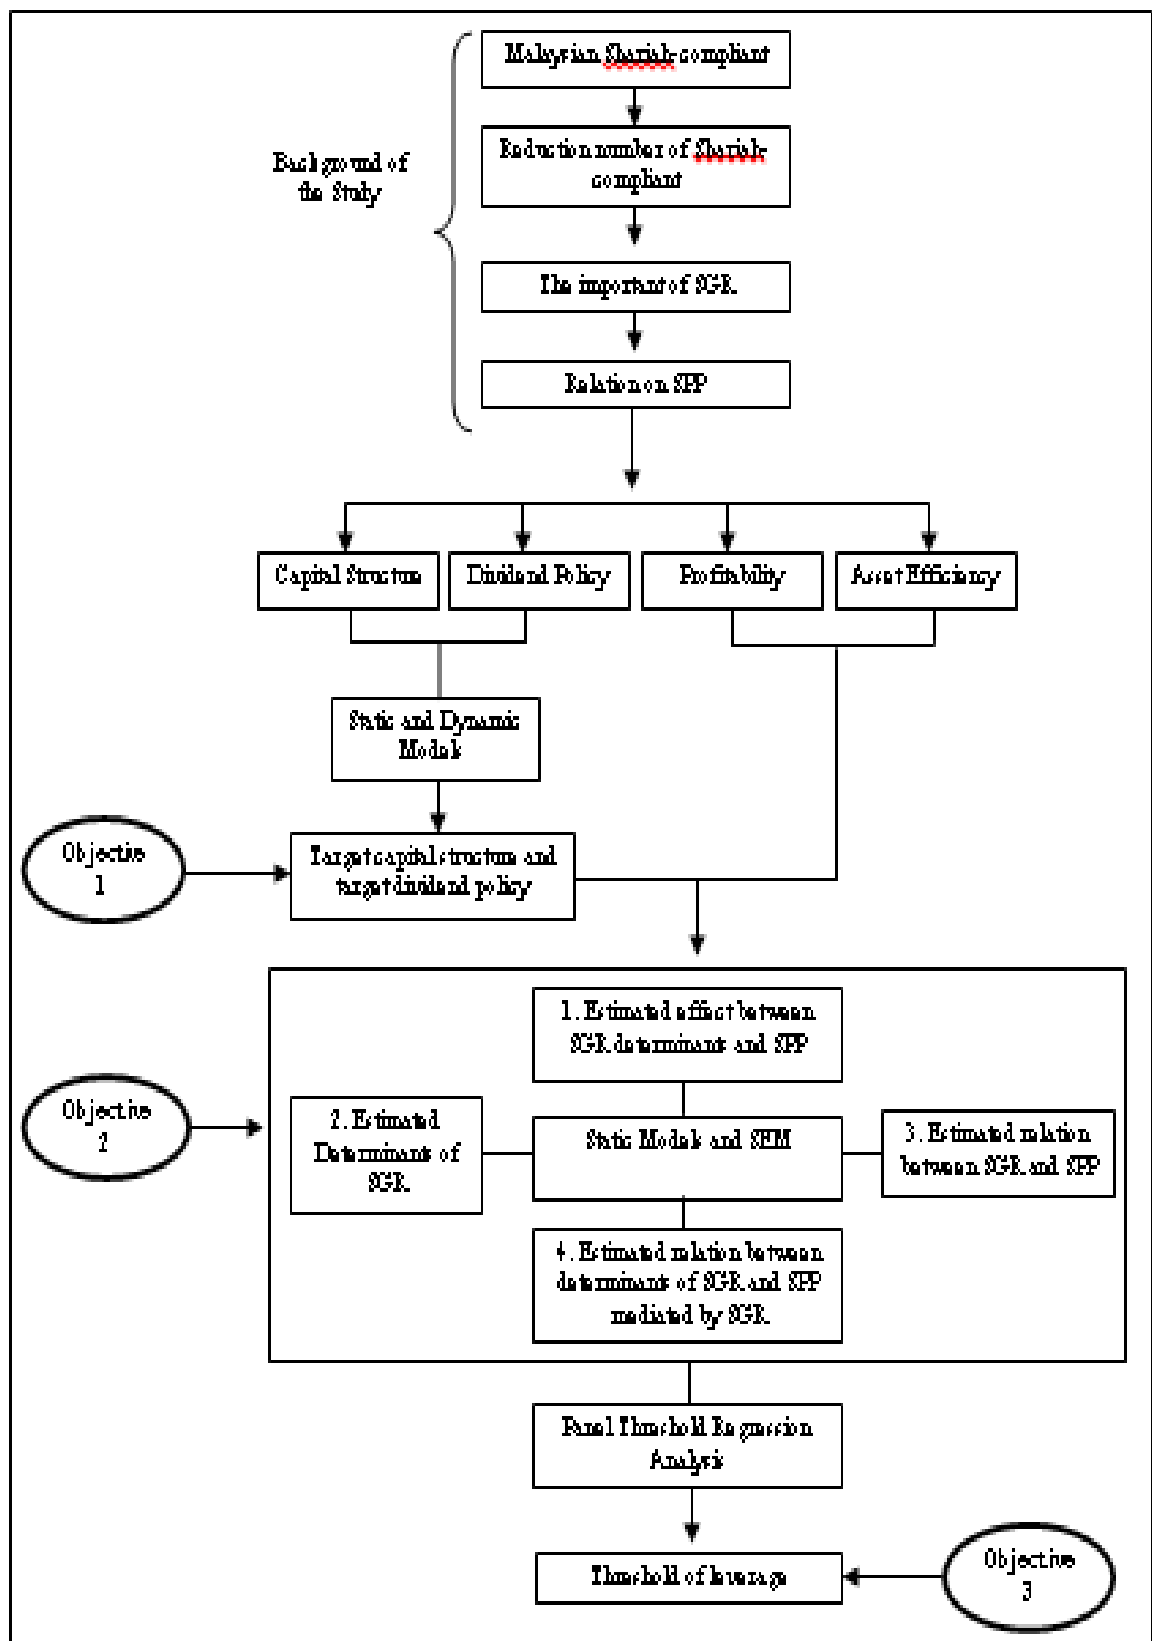 Malaysian Shariah-compliant
Reduction number of Shariah-
compliant
Background of
the Study
The important of SGR
Relation on SPP
Capital Structure
Dividend Policy
Profitability
Asset Efficiency
Static and Dynamic
Models
Objective
1
Target capital structure and
target dividend policy
1. Estimated effect between
SGR determinant and SPP
Objective
2
2. Estimated
Determinants of
SGR
Static Models and SEM
3. Estimated relation
between SGR and SPP
4. Estimated relation between
determinants of SGR and SPP
mediated by SGR
Panel Threshold Regression
Analysis
Threshold of leverage
Objective
3